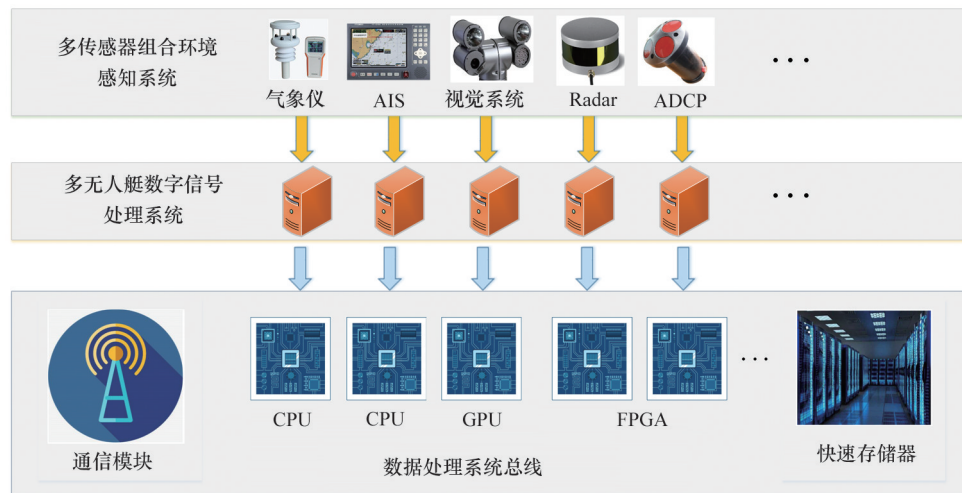 多传感器组合环境
感知系统
气象仪
AIS
视觉系统
Radar
ADCP
...
多无人艇数字信号
处理系统
...
CPU
CPU
GPU
FPGA
...
通信模块
数据处理系统总线
快速存储器